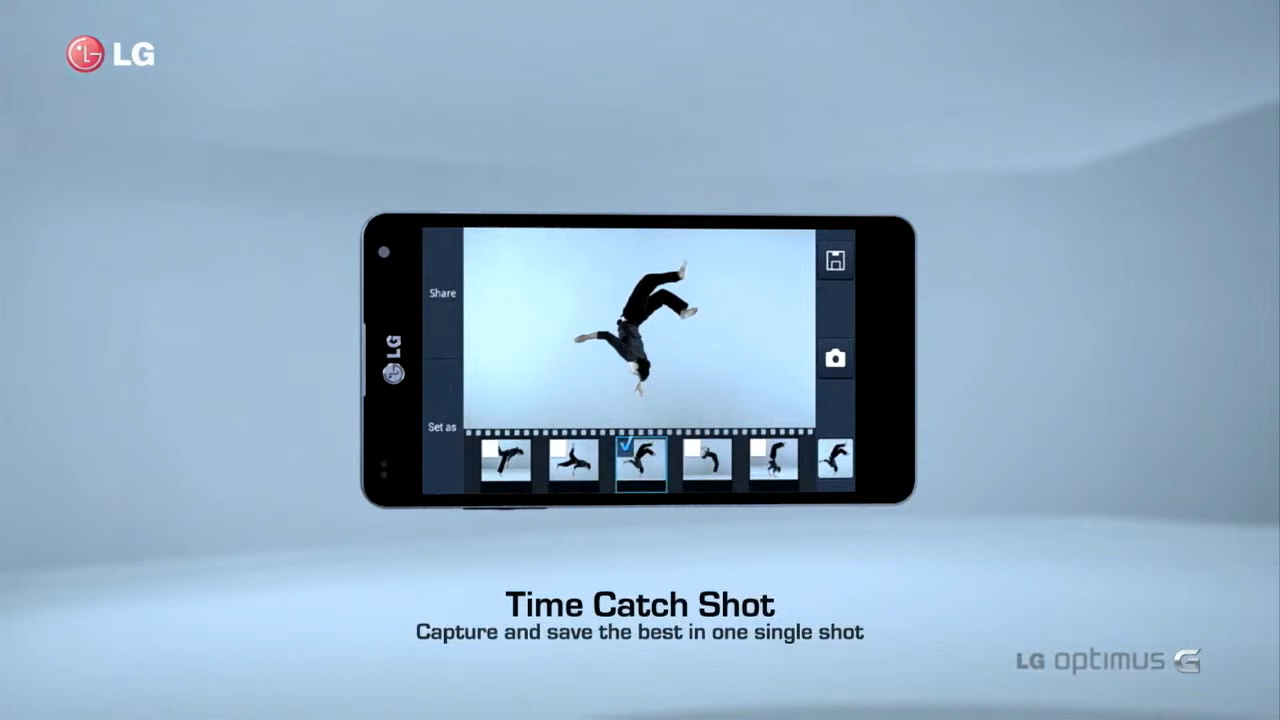 LG
Share
LG
Set as
Time Catch Shot
Capture and save the best in one single shot
LG optimus G